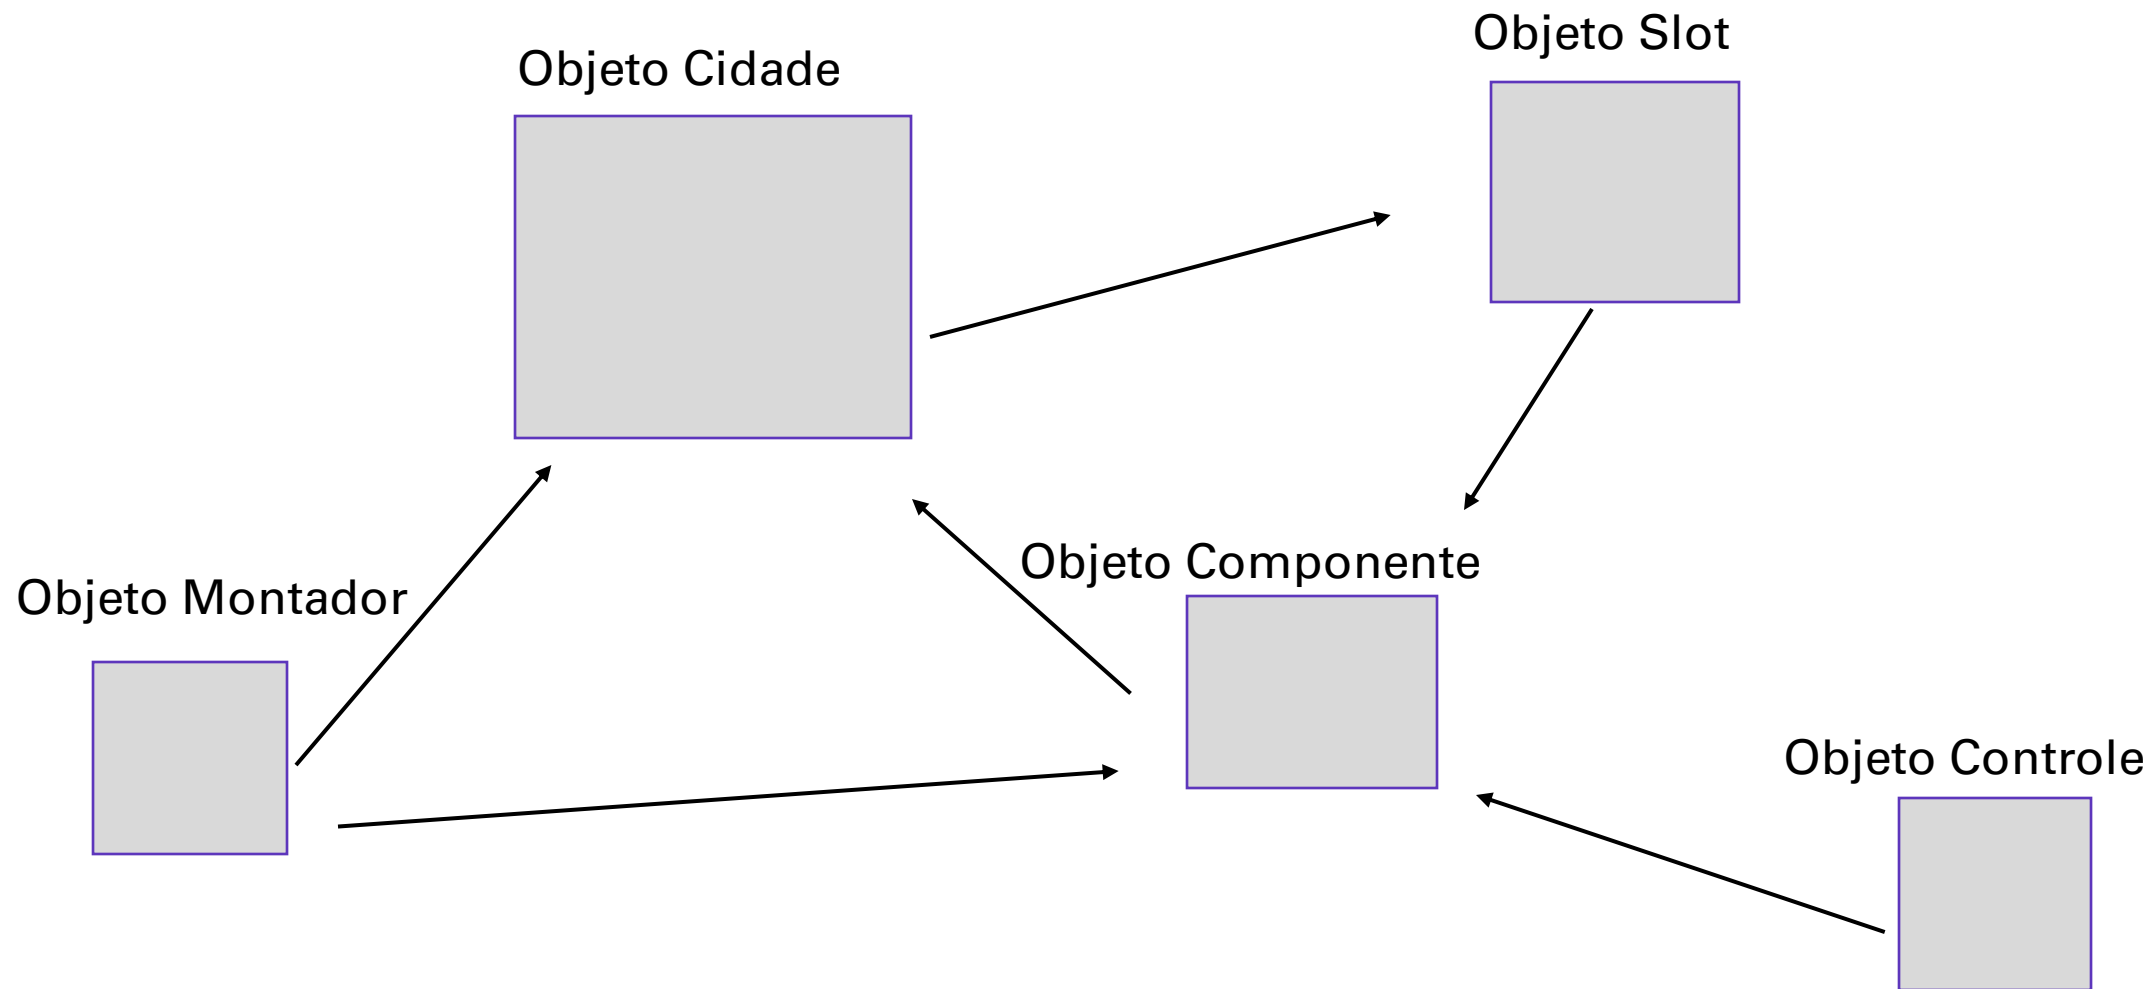 Objeto Slot
Objeto Cidade
Objeto Componente
Objeto Montador
Objeto Controle